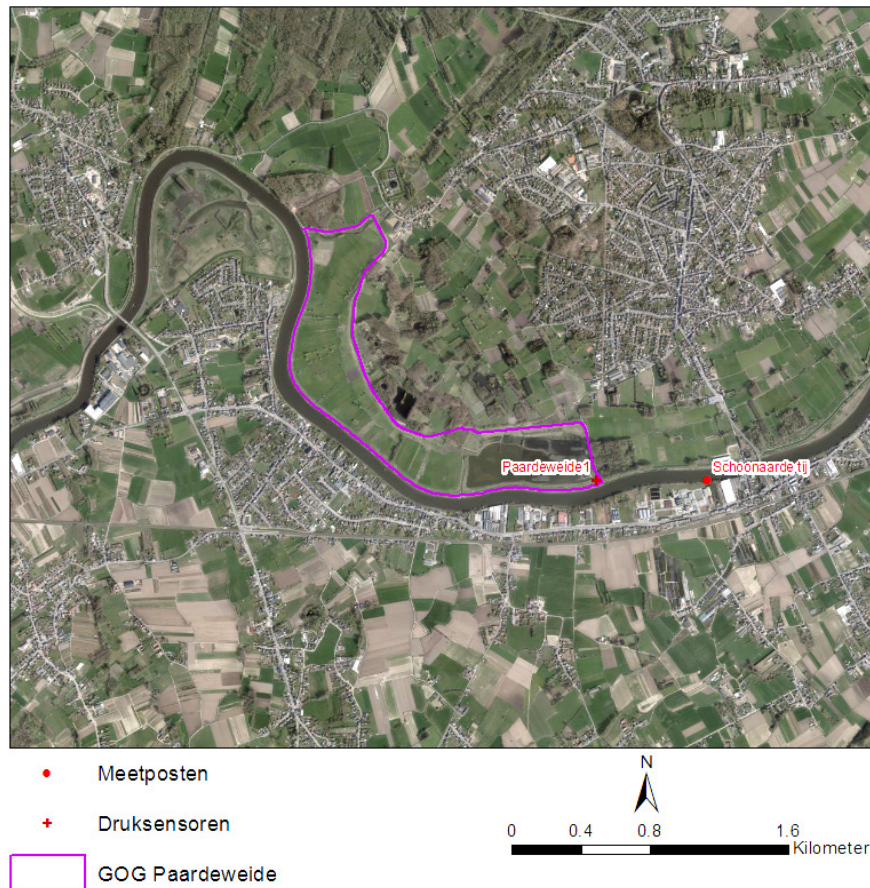 Paardeweide1
Schoonaarde tij
Meetposten
Druksensoren
GOG Paardeweide
N
0 0.4 0.8 1.6
Kilometer